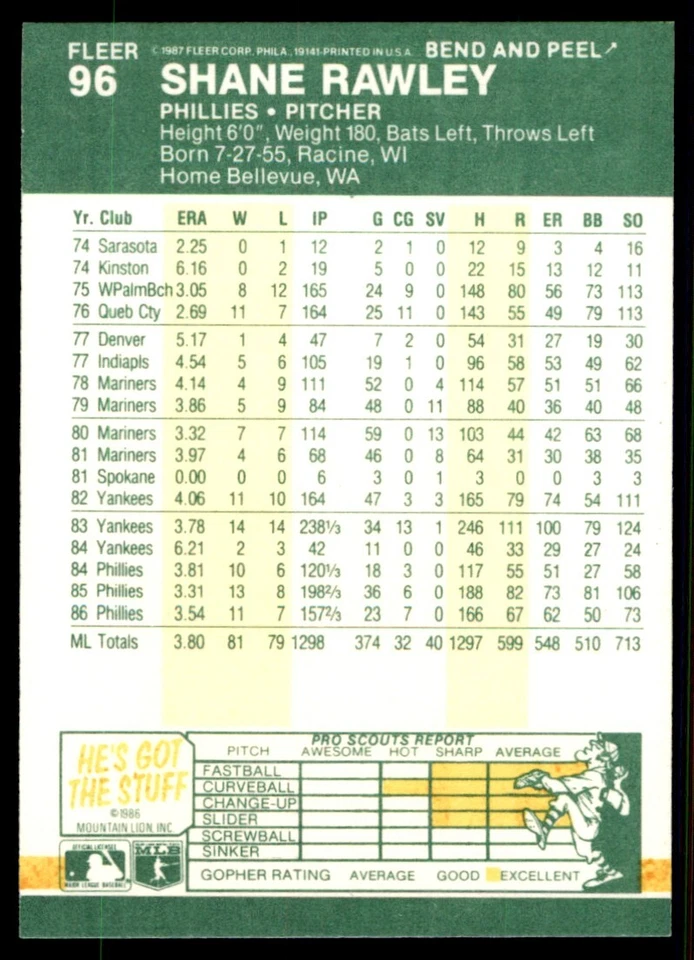 FLEER © 1987 FLEER CORP. PHILA., 19141-PRINTED IN U.S.A. BEND AND PEEL↗
96 SHANE RAWLEY
PHILLIES • PITCHER
Height 6'0", Weight 180, Bats Left, Throws Left
Born 7-27-55, Racine, WI
Home Bellevue, WA
Yr. Club ERA W L IP G CG SV H R ER BB SO
74 Sarasota 2.25 0 1 12 2 1 0 12 9 3 4 16
74 Kinston 6.16 0 2 19 5 0 0 22 15 13 12 11
75 WPalmBch 3.05 8 12 165 24 9 0 148 80 56 73 113
76 Queb Cty 2.69 11 7 164 25 11 0 143 55 49 79 113
77 Denver 5.17 1 4 47 7 2 0 54 31 27 19 30
77 Indiapls 4.54 5 6 105 19 1 0 96 58 53 49 62
78 Mariners 4.14 4 9 111 52 0 4 114 57 51 51 66
79 Mariners 3.86 5 9 84 48 0 11 88 40 36 40 48
80 Mariners 3.32 7 7 114 59 0 13 103 44 42 63 68
81 Mariners 3.97 4 6 68 46 0 8 64 31 30 38 35
81 Spokane 0.00 0 0 6 3 0 1 3 0 0 3 3
82 Yankees 4.06 11 10 164 47 3 3 165 79 74 54 111
83 Yankees 3.78 14 14 238⅓ 34 13 1 246 111 100 79 124
84 Yankees 6.21 2 3 42 11 0 0 46 33 29 27 24
84 Phillies 3.81 10 6 120⅓ 18 3 0 117 55 51 27 58
85 Phillies 3.31 13 8 198⅔ 36 6 0 188 82 73 81 106
86 Phillies 3.54 11 7 157⅔ 23 7 0 166 67 62 50 73
ML Totals 3.80 81 79 1298 374 32 40 1297 599 548 510 713
HE'S GOT
THE STUFF
© 1986
MOUNTAIN LION, INC
PRO SCOUTS REPORT
PITCH AWESOME HOT SHARP AVERAGE
FASTBALL
CURVEBALL
CHANGE-UP
SLIDER
SCREWBALL
SINKER
GOPHER RATING AVERAGE GOOD EXCELLENT
OFFICIAL LICENSEE
MAJOR LEAGUE BASEBALL
MLB